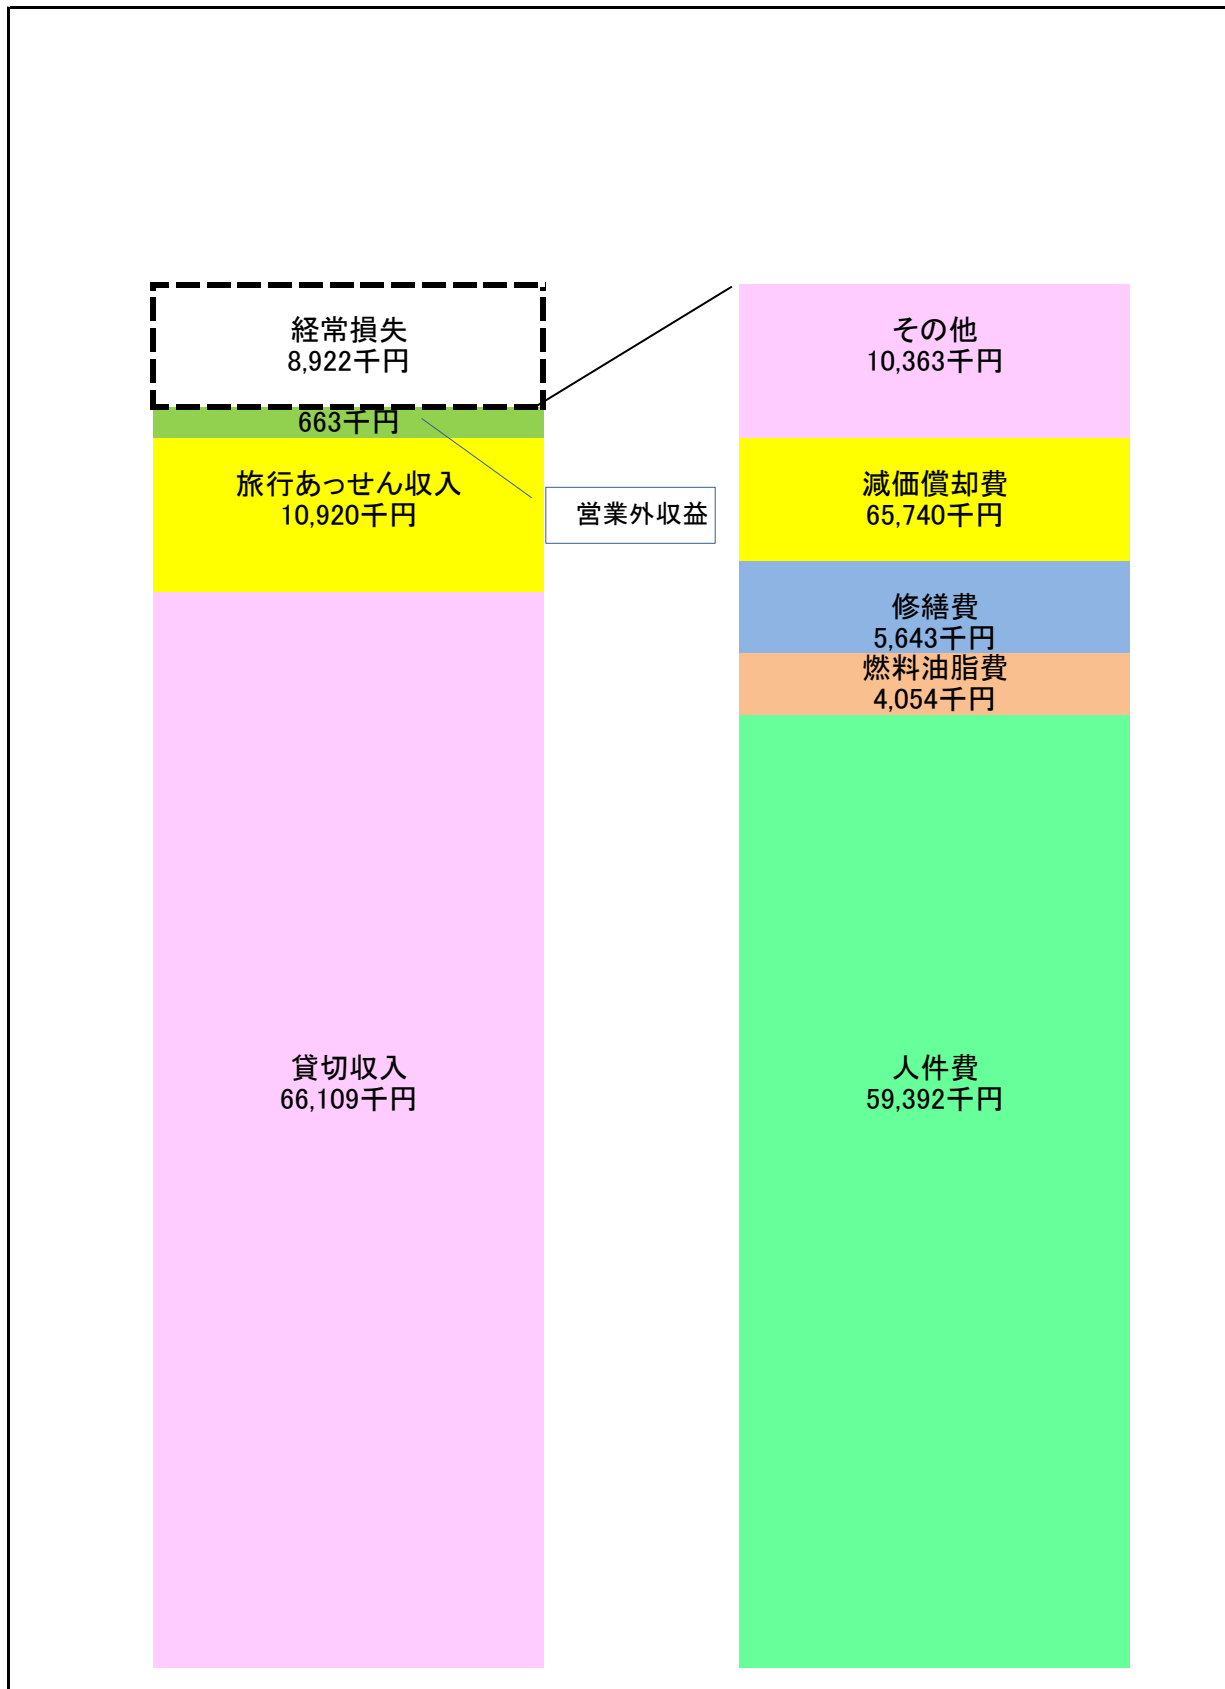 経常損失
8,922千円
663千円
旅行あっせん収入
10,920千円
営業外収益
貸切収入
66,109千円
その他
10,363千円
減価償却費
65,740千円
修繕費
5,643千円
燃料油脂費
4,054千円
人件費
59,392千円